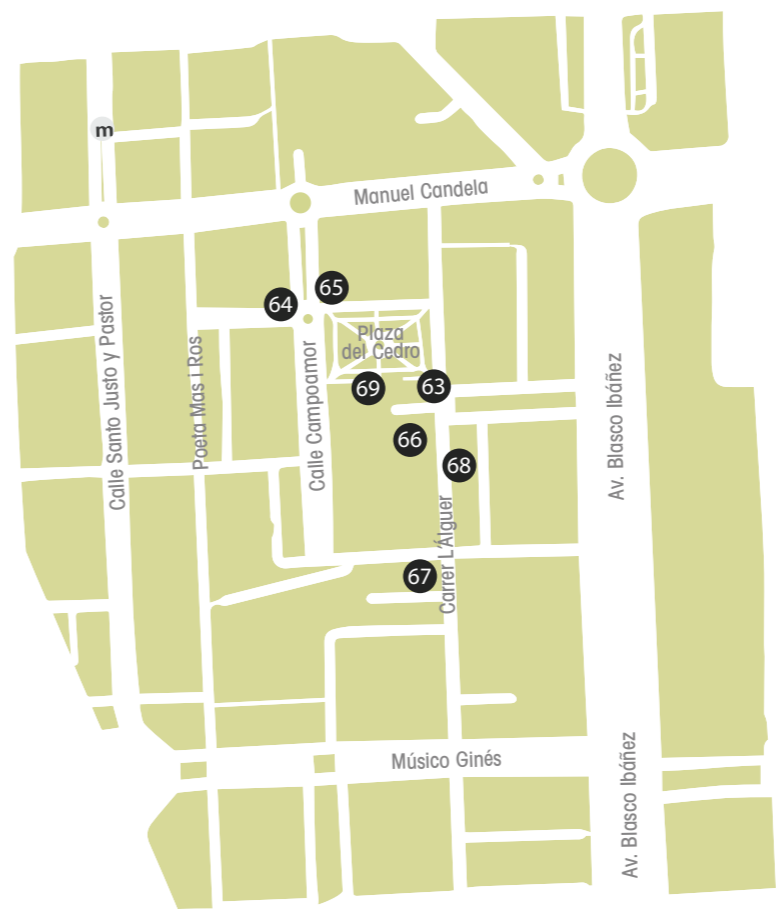 m
Manuel Candela
65
64
Plaza
del Cedro
Calle Santo Justo y Pastor
Poeta Mas i Ros
Calle Campoamor
Av. Blasco Ibáñez
69
63
66
68
Carrer L'Álguer
67
Músico Ginés
Av. Blasco Ibáñez